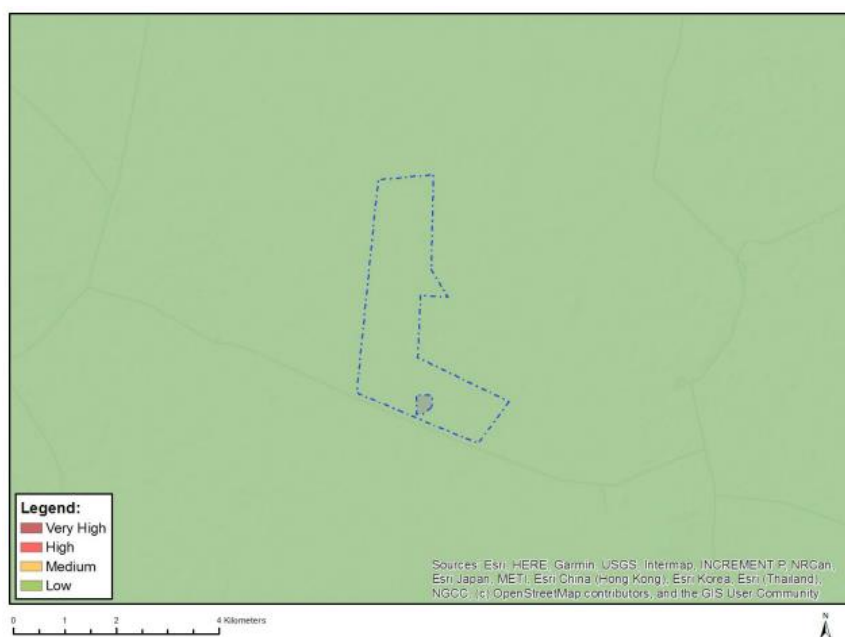 Legend:
Very High
High
Medium
Low
Sources: Esri, HERE, Garmin, USGS, Intermap, INCREMENT P, NRCan,
Esri Japan, METI, Esri China (Hong Kong), Esri Korea, Esri (Thailand),
NGCC, (c) OpenStreetMap contributors, and the GIS User Community
0 1 2 4 Kilometers
N